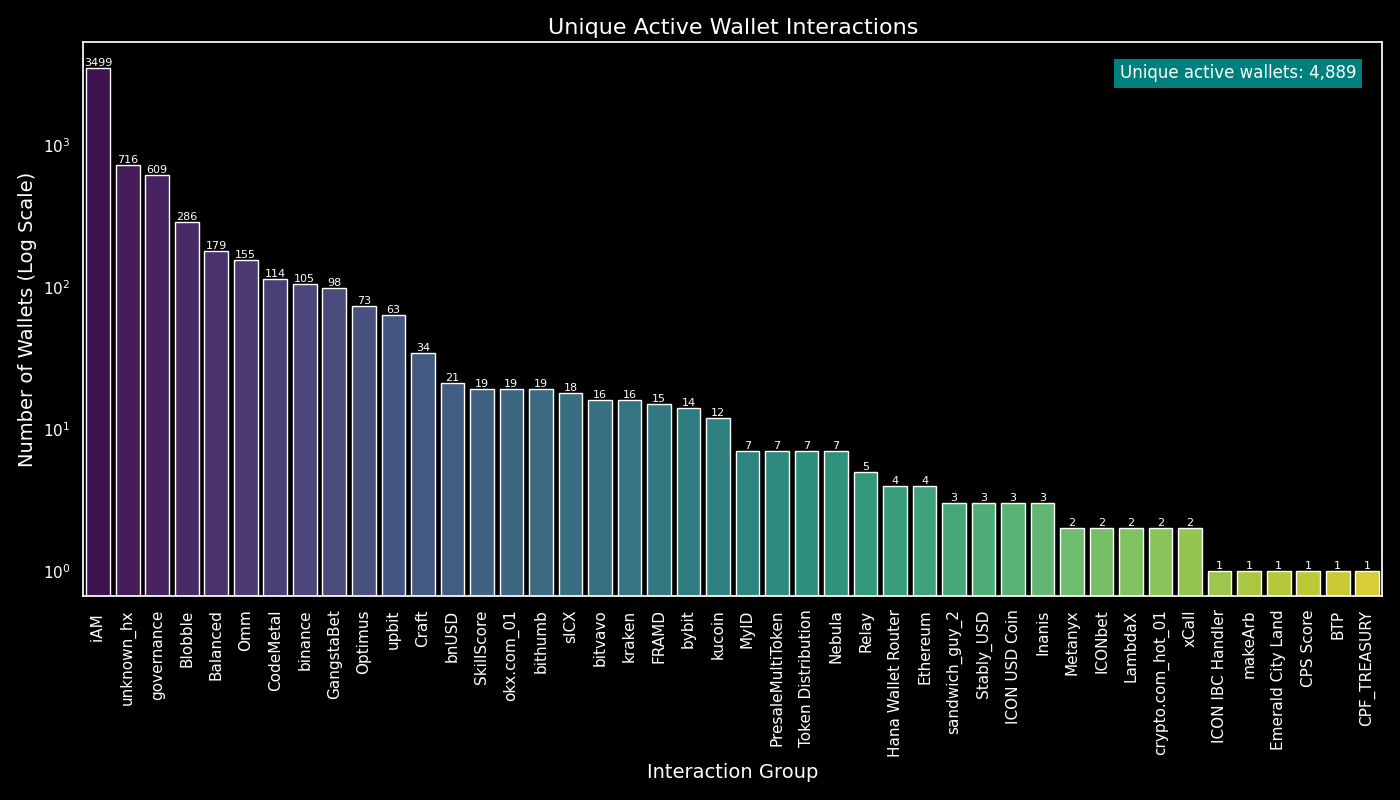 Unique Active Wallet Interactions
Unique active wallets: 4,889
Number of Wallets (Log Scale)
10³
10²
10¹
10⁰
3499
716
609
286
179
155
114
105
98
73
63
34
21
19
19
19
18
16
16
15
14
12
7
7
7
7
5
4
4
3
3
3
3
2
2
2
2
2
1
1
1
1
1
1
iAM
unknown_hx
governance
Blobble
Balanced
Omm
CodeMetal
binance
GangstaBet
Optimus
upbit
Craft
bnUSD
SkillScore
okx.com_01
bithumb
sICX
bitvavo
kraken
FRAMD
bybit
kucoin
MyID
PresaleMultiToken
Token Distribution
Nebula
Relay
Hana Wallet Router
Ethereum
sandwich_guy_2
Stably_USD
ICON USD Coin
Inanis
Metanyx
ICONbet
LambdaX
crypto.com_hot_01
xCall
ICON IBC Handler
makeArb
Emerald City Land
CPS Score
BTP
CPF_TREASURY
Interaction Group